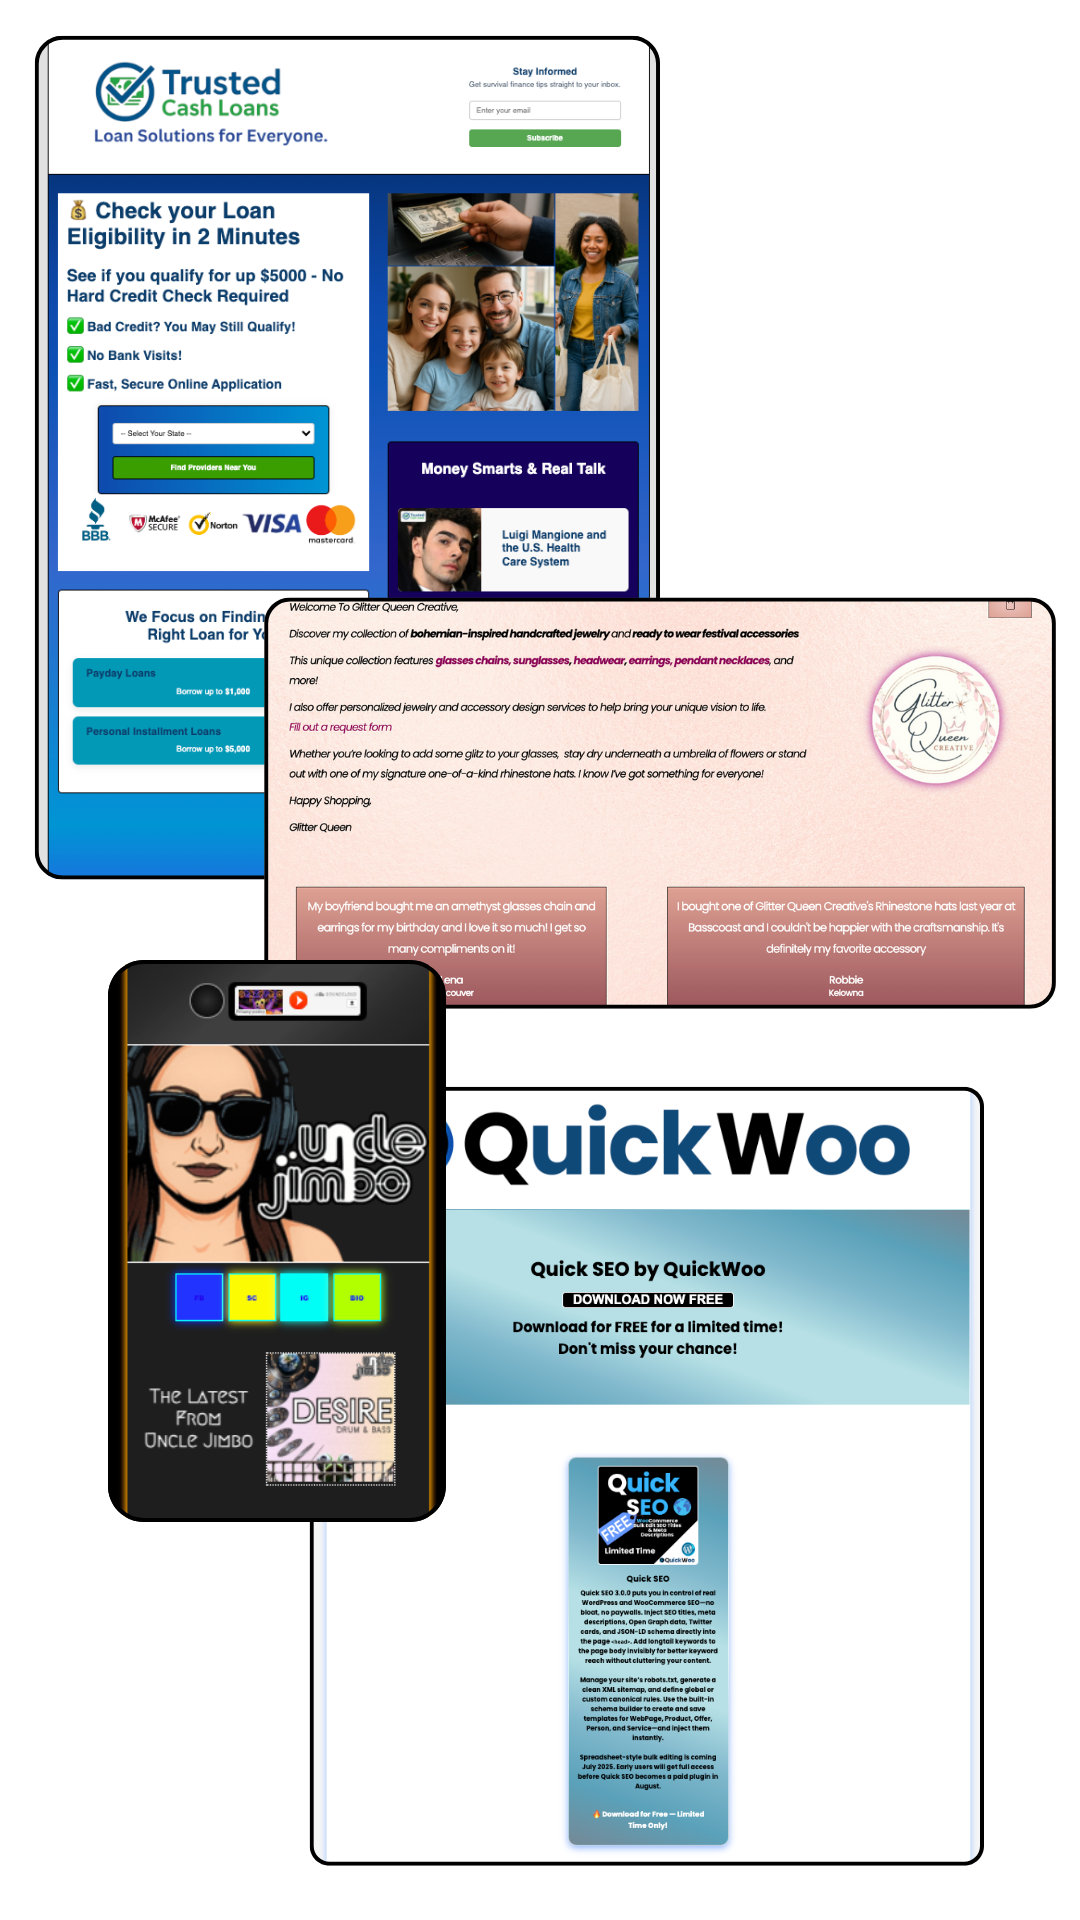 Trusted
Cash Loans
Loan Solutions for Everyone.
Stay Informed
Get survival finance tips straight to your inbox.
Enter your email
Subscribe
Check your Loan
Eligibility in 2 Minutes
See if you qualify for up $5000 - No
Hard Credit Check Required
Bad Credit? You May Still Qualify!
No Bank Visits!
Fast, Secure Online Application
-- Select Your State --
Find Providers Near You
BBB.
McAfee
SECURE
Norton
VISA
mastercard
Money Smarts & Real Talk
Luigi Mangione and
the U.S. Health
Care System
We Focus on Findin
Right Loan for Yo
Payday Loans
Borrow up to $1,000
Personal Installment Loans
Borrow up to $5,000
Welcome To Glitter Queen Creative,
Discover my collection of bohemian-inspired handcrafted jewelry and ready to wear festival accessories
This unique collection features glasses chains, sunglasses, headwear, earrings, pendant necklaces, and
more!
I also offer personalized jewelry and accessory design services to help bring your unique vision to life.
Fill out a request form
Whether you're looking to add some glitz to your glasses, stay dry underneath a umbrella of flowers or stand
out with one of my signature one-of-a-kind rhinestone hats. I know I've got something for everyone!
Happy Shopping,
Glitter Queen
Glitter
Queen
CREATIVE
My boyfriend bought me an amethyst glasses chain and
earrings for my birthday and I love it so much! I get so
many compliments on it!
ena
couver
I bought one of Glitter Queen Creative's Rhinestone hats last year at
Basscoast and I couldn't be happier with the craftsmanship. It's
definitely my favorite accessory
Robbie
Kelowna
uncle
jimbo
FB
SC
IG
BIO
The Latest
From
Uncle Jimbo
uncle
jimbo
DESIRE
DRUM & BASS
QuickWoo
Quick SEO by QuickWoo
DOWNLOAD NOW FREE
Download for FREE for a limited time!
Don't miss your chance!
Quick
SEO
WooCommerce
Bulk Edit SEO Titles
& Meta
Descriptions
FREE
Limited Time
QuickWoo
Quick SEO
Quick SEO 3.0.0 puts you in control of real
WordPress and WooCommerce SEO—no
bloat, no paywalls. Inject SEO titles, meta
descriptions, Open Graph data, Twitter
cards, and JSON-LD schema directly into
the page <head>. Add longtail keywords to
the page body invisibly for better keyword
reach without cluttering your content.
Manage your site's robots.txt, generate a
clean XML sitemap, and define global or
custom canonical rules. Use the built-in
schema builder to create and save
templates for WebPage, Product, Offer,
Person, and Service—and inject them
instantly.
Spreadsheet-style bulk editing is coming
July 2025. Early users will get full access
before Quick SEO becomes a paid plugin in
August.
🔥 Download for Free — Limited
Time Only!